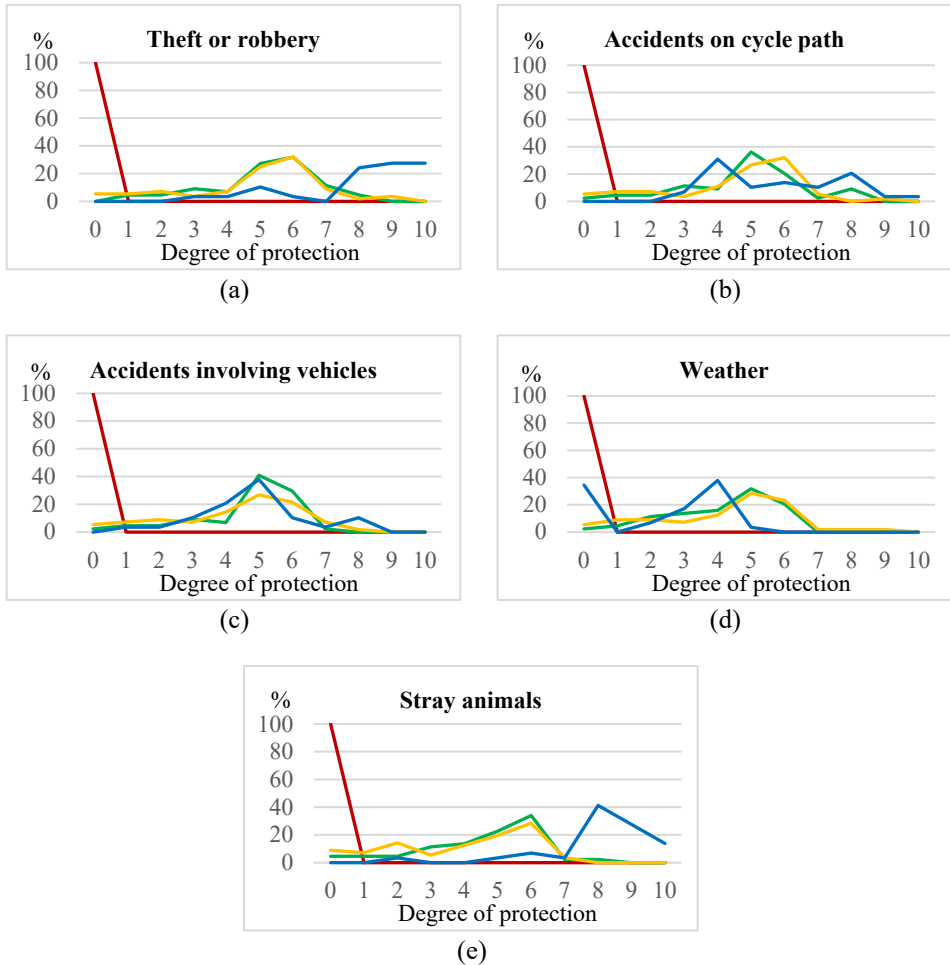 Theft or robbery
%
100
80
60
40
20
0
0 1 2 3 4 5 6 7 8 9 10
Degree of protection
(a)
Accidents on cycle path
%
100
80
60
40
20
0
0 1 2 3 4 5 6 7 8 9 10
Degree of protection
(b)
Accidents involving vehicles
%
100
80
60
40
20
0
0 1 2 3 4 5 6 7 8 9 10
Degree of protection
(c)
Weather
%
100
80
60
40
20
0
0 1 2 3 4 5 6 7 8 9 10
Degree of protection
(d)
Stray animals
%
100
80
60
40
20
0
0 1 2 3 4 5 6 7 8 9 10
Degree of protection
(e)